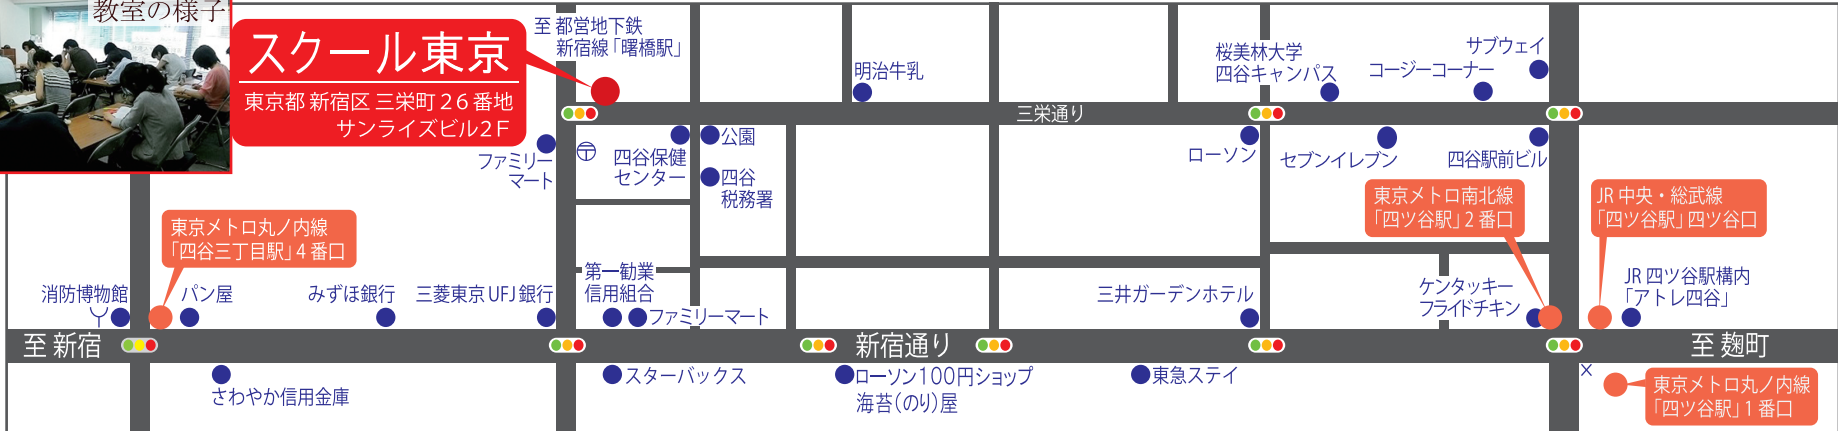 教室の様子
スクール東京
東京都 新宿区 三栄町 26 番地
サンライズビル2F
至 都営地下鉄
新宿線「曙橋駅」
明治牛乳
桜美林大学
四谷キャンパス
コージーコーナー
サブウェイ
三栄通り
ファミリー
マート
四谷保健
センター
公園
四谷
税務署
ローソン
セブンイレブン
四谷駅前ビル
東京メトロ丸ノ内線
「四谷三丁目駅」4 番口
東京メトロ南北線
「四ツ谷駅」2 番口
JR 中央・総武線
「四ツ谷駅」四ツ谷口
消防博物館
パン屋
みずほ銀行
三菱東京 UFJ 銀行
第一勧業
信用組合
ファミリーマート
三井ガーデンホテル
ケンタッキー
フライドチキン
JR 四ツ谷駅構内
「アトレ四谷」
至 新宿
新宿通り
至 麹町
さわやか信用金庫
スターバックス
ローソン100円ショップ
海苔(のり)屋
東急ステイ
東京メトロ丸ノ内線
「四ツ谷駅」1 番口